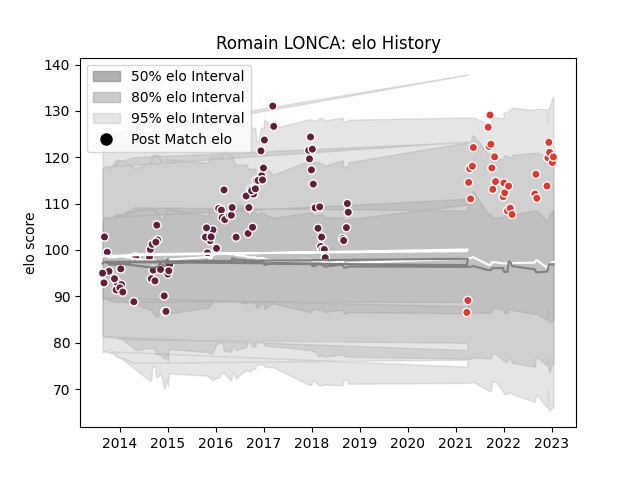 Romain LONCA: elo History
50% elo Interval
80% elo Interval
95% elo Interval
Post Match elo
elo score
140
130
120
110
100
90
80
70
2014 2015 2016 2017 2018 2019 2020 2021 2022 2023